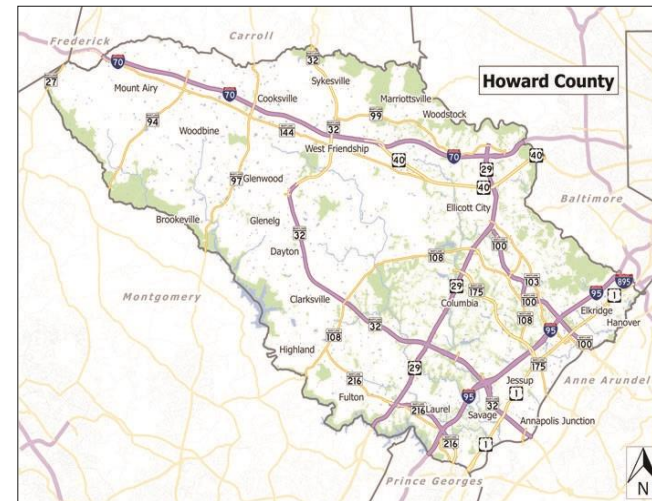 Frederick
Carroll
Howard County
70
32
27
Mount Airy
Sykesville
70
Cooksville
Marriottsville
94
99
Woodstock
Woodbine
144
32
West Friendship
40
70
40
29
97
Glenwood
40
Baltimore
Ellicott City
Brookeville
Glenelg
32
Dayton
100
108
895
103
95
29
175
Montgomery
Clarksville
Columbia
100
1
Elkridge
108
Hanover
32
95
108
100
Highland
175
29
216
Jessup
Anne Arundel
Fulton
95
1
216
Laurel
32
Savage
Annapolis Junction
216
1
Prince Georges
N